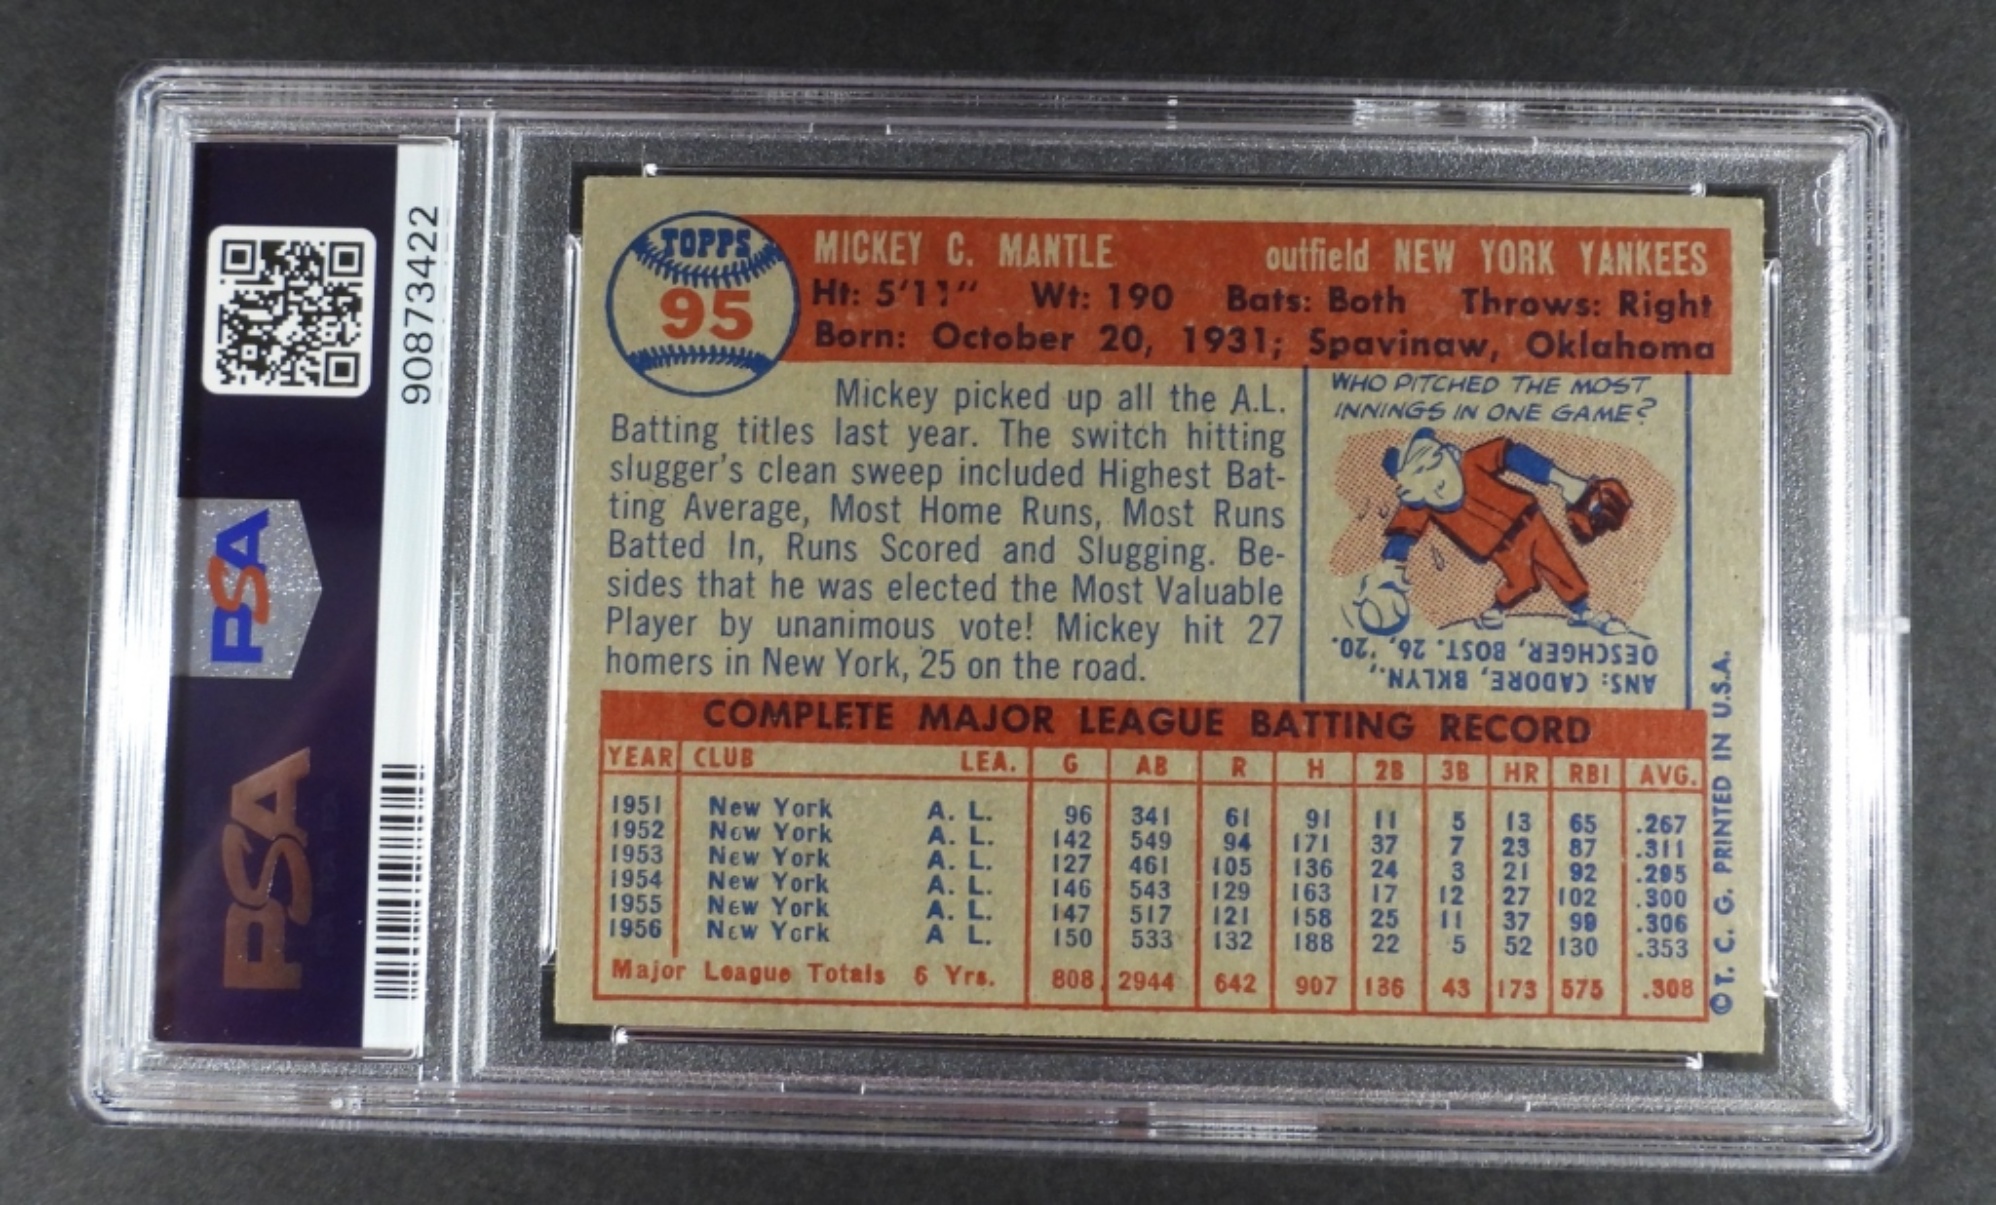 90873422
PSA
PSA
TOPPS
95
MICKEY C. MANTLE outfield NEW YORK YANKEES
Ht: 5'11" Wt: 190 Bats: Both Throws: Right
Born: October 20, 1931; Spavinaw, Oklahoma
Mickey picked up all the A.L.
Batting titles last year. The switch hitting
slugger's clean sweep included Highest Bat-
ting Average, Most Home Runs, Most Runs
Batted In, Runs Scored and Slugging. Be-
sides that he was elected the Most Valuable
Player by unanimous vote! Mickey hit 27
homers in New York, 25 on the road.
WHO PITCHED THE MOST
INNINGS IN ONE GAME?
ANS: CADORE, BKLYN.,
OESCHGER, BOST. 26, '20.
COMPLETE MAJOR LEAGUE BATTING RECORD
YEAR CLUB LEA. G AB R H 2B 3B HR RBI AVG.
1951 New York A. L. 96 341 61 91 11 5 13 65 .267
1952 New York A. L. 142 549 94 171 37 7 23 87 .311
1953 New York A. L. 127 461 105 136 24 3 21 92 .295
1954 New York A. L. 146 543 129 163 17 12 27 102 .300
1955 New York A. L. 147 517 121 158 25 11 37 99 .306
1956 New York A L. 150 533 132 188 22 5 52 130 .353
Major League Totals 6 Yrs. 808 2944 642 907 136 43 173 575 .308
©T. C. G. PRINTED IN U.S.A.